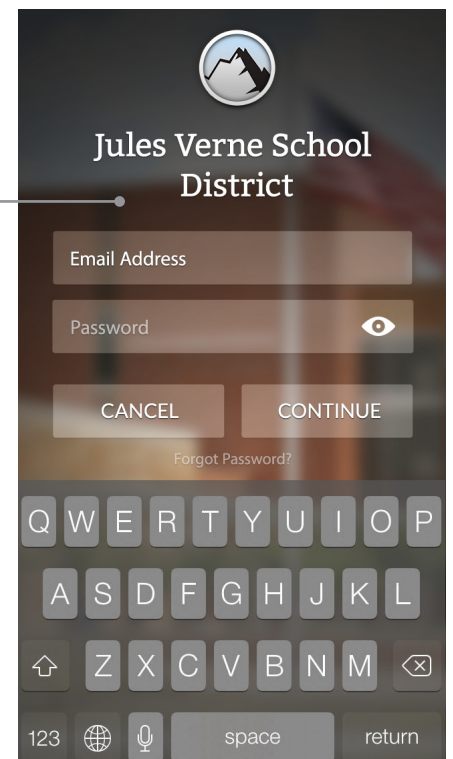 Jules Verne School
District
Email Address
Password
CANCEL CONTINUE
Forgot Password?
Q W E R T Y U I O P
A S D F G H J K L
Z X C V B N M
123 space return